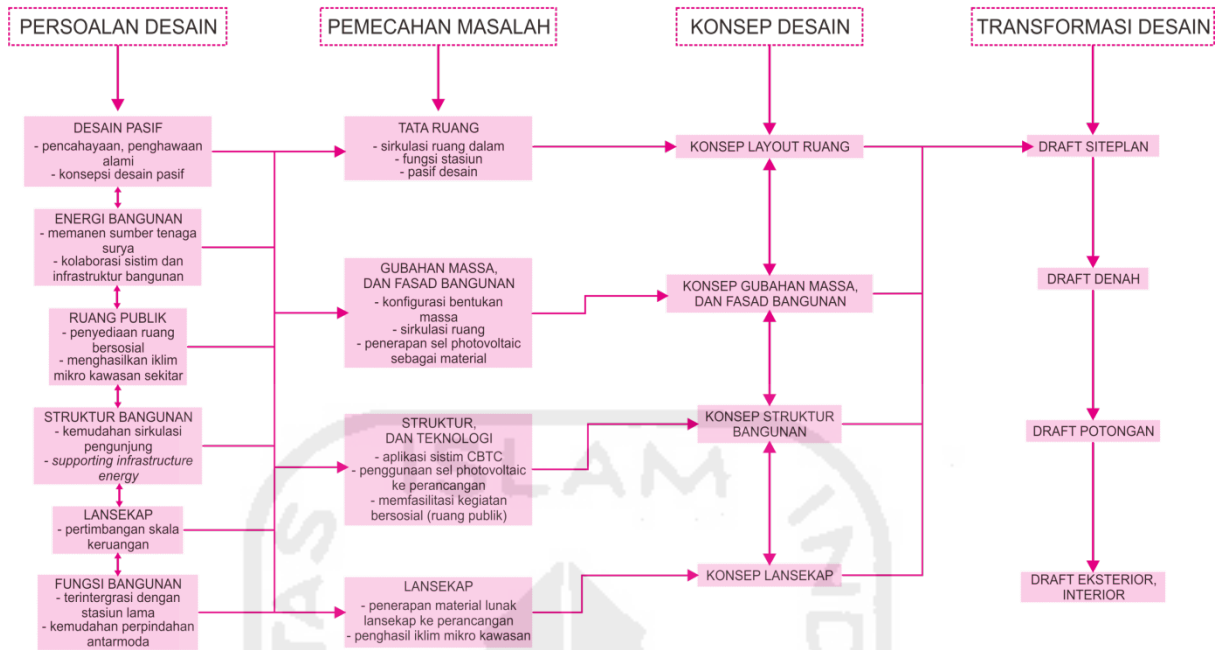 PERSOALAN DESAIN
PEMECAHAN MASALAH
KONSEP DESAIN
TRANSFORMASI DESAIN
DESAIN PASIF
- pencahayaan, penghawaan
alami
- konsepsi desain pasif
ENERGI BANGUNAN
- memanen sumber tenaga
surya
- kolaborasi sistim dan
infrastruktur bangunan
RUANG PUBLIK
- penyediaan ruang
bersosial
- menghasilkan iklim
mikro kawasan sekitar
STRUKTUR BANGUNAN
- kemudahan sirkulasi
pengunjung
- supporting infrastructure
energy
LANSEKAP
- pertimbangan skala
keruangan
FUNGSI BANGUNAN
- terintergrasi dengan
stasiun lama
- kemudahan perpindahan
antarmoda
TATA RUANG
- sirkulasi ruang dalam
- fungsi stasiun
- pasif desain
GUBAHAN MASSA,
DAN FASAD BANGUNAN
- konfigurasi bentukan
massa
- sirkulasi ruang
- penerapan sel photovoltaic
sebagai material
STRUKTUR,
DAN TEKNOLOGI
- aplikasi sistim CBTC
- penggunaan sel photovoltaic
ke perancangan
- memfasilitasi kegiatan
bersosial (ruang publik)
LANSEKAP
- penerapan material lunak
lansekap ke perancangan
- penghasil iklim mikro kawasan
KONSEP LAYOUT RUANG
KONSEP GUBAHAN MASSA,
DAN FASAD BANGUNAN
KONSEP STRUKTUR
BANGUNAN
KONSEP LANSEKAP
DRAFT SITEPLAN
DRAFT DENAH
DRAFT POTONGAN
DRAFT EKSTERIOR,
INTERIOR
ISLAM